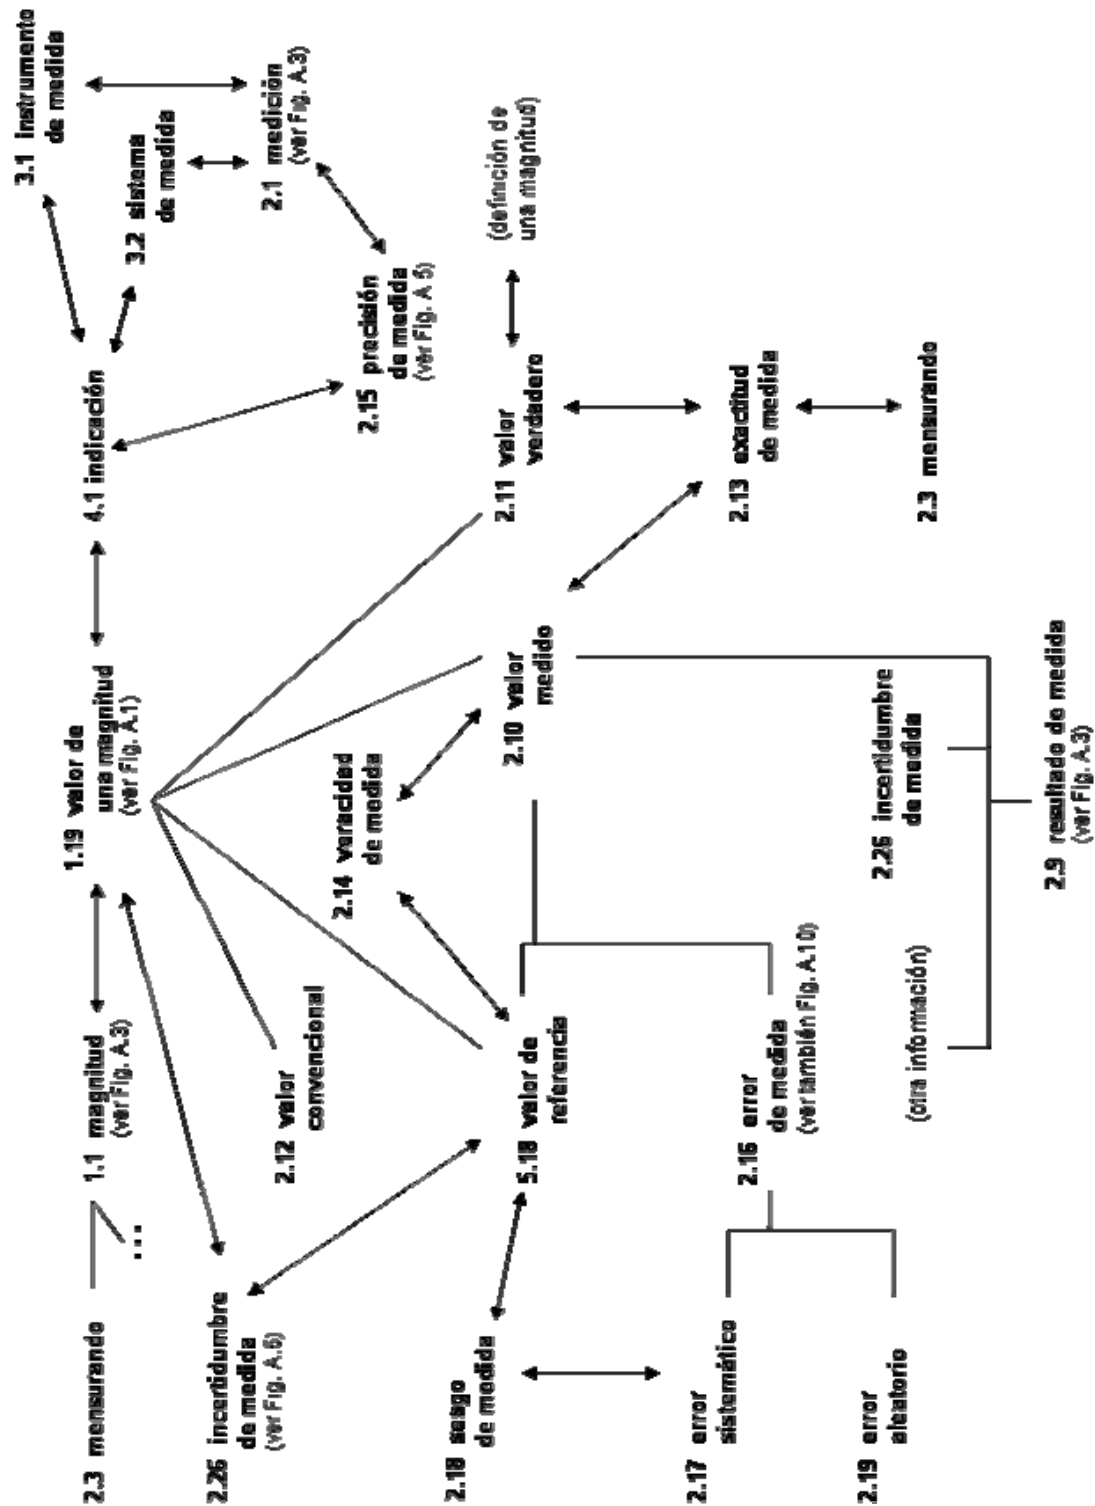 2.3 mensurando
1.1 magnitud
(ver Fig. A.3)
...
1.19 valor de
una magnitud
(ver Fig. A.1)
4.1 indicación
3.1 instrumento
de medida
3.2 sistema
de medida
2.1 medición
(ver Fig. A.3)
2.26 incertidumbre
de medida
(ver Fig. A.6)
2.12 valor
convencional
2.14 veracidad
de medida
2.15 precisión
de medida
(ver Fig. A 5)
2.18 sesgo
de medida
5.18 valor de
referencia
2.10 valor
medido
2.11 valor
verdadero
(definición de
una magnitud)
2.17 error
sistemático
2.16 error
de medida
(ver también Fig. A.10)
2.13 exactitud
de medida
2.19 error
aleatorio
(otra información)
2.26 incertidumbre
de medida
2.3 mensurando
2.9 resultado de medida
(ver Fig. A.3)